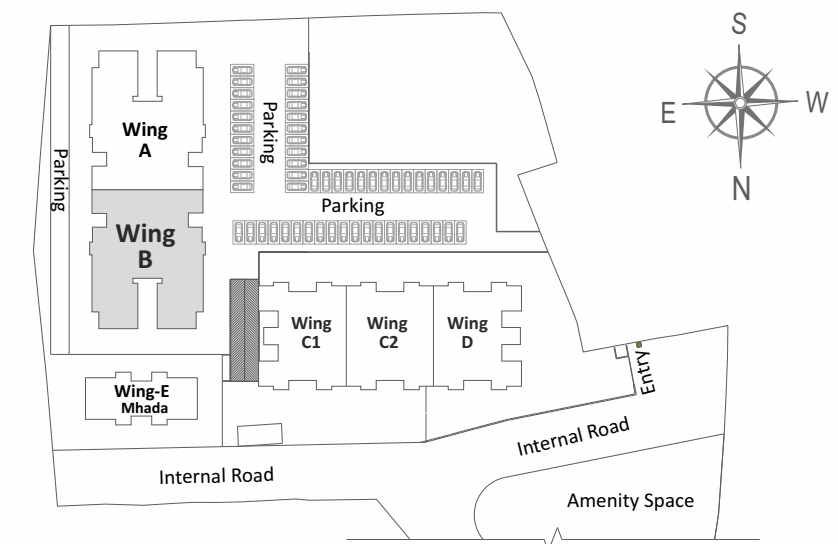 S
E
W
N
Wing
A
Parking
Parking
Parking
Wing
B
Wing
C1
Wing
C2
Wing
D
Entry
Wing-E
Mhada
Internal Road
Internal Road
Amenity Space